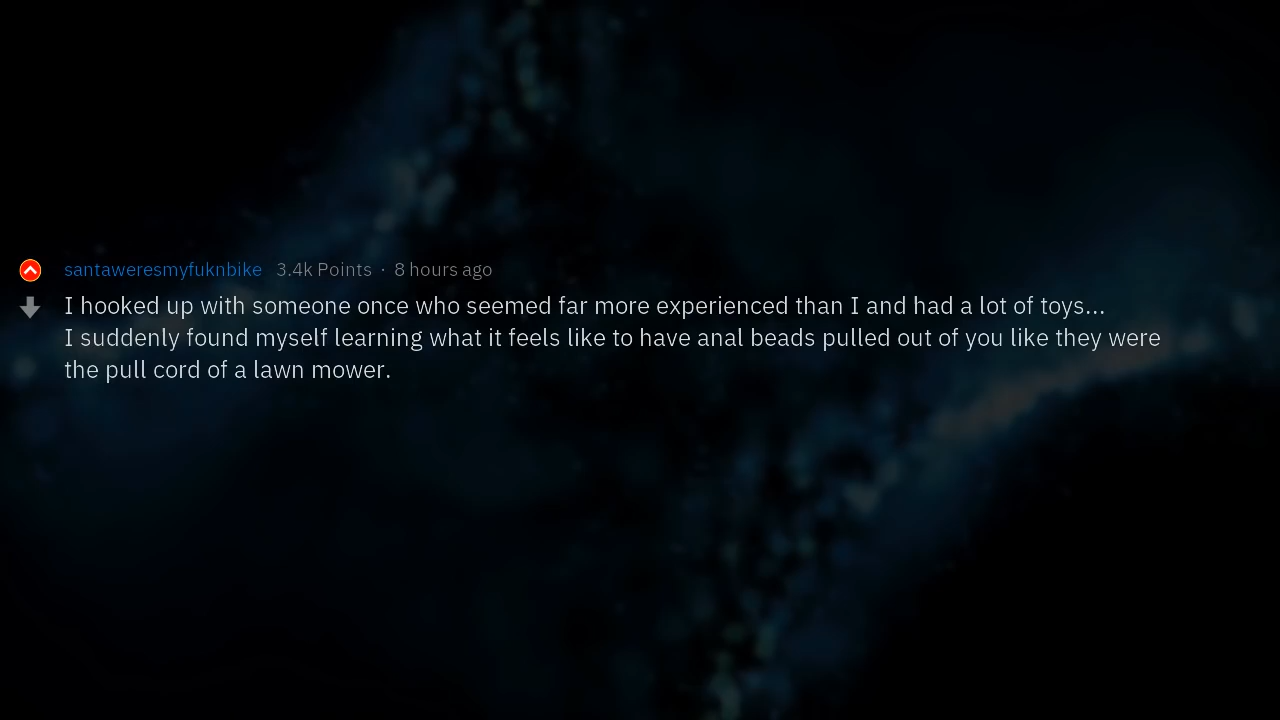 santaweresmyfuknbike 3.4k Points · 8 hours ago
I hooked up with someone once who seemed far more experienced than I and had a lot of toys...
I suddenly found myself learning what it feels like to have anal beads pulled out of you like they were
the pull cord of a lawn mower.